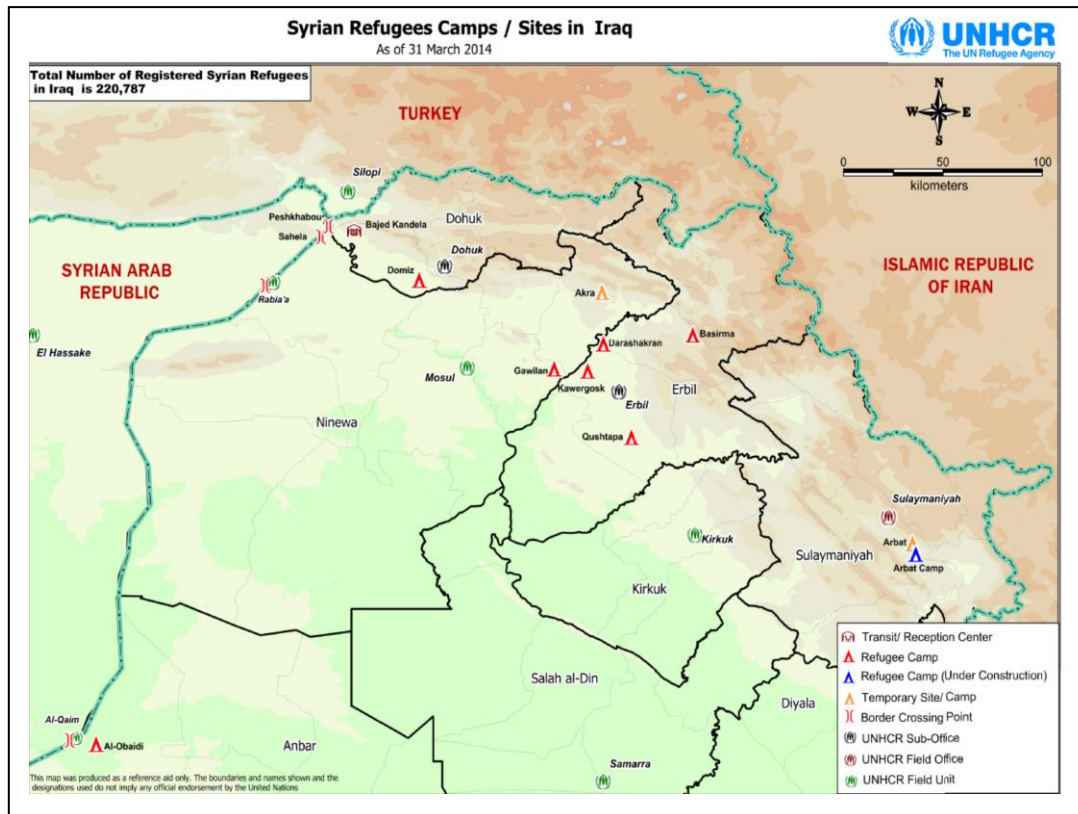 Syrian Refugees Camps / Sites in Iraq
As of 31 March 2014
UNHCR
The UN Refugee Agency
Total Number of Registered Syrian Refugees
in Iraq is 220,787
TURKEY
N
W E
S
0 50 100
kilometers
Silopi
Peshkhabour
Sahela
Bajed Kandela
Dohuk
Dohuk
Domiz
SYRIAN ARAB
REPUBLIC
ISLAMIC REPUBLIC
OF IRAN
Rabia'a
Akra
El Hassake
Basirma
Darashakran
Mosul
Gawilan
Kawergosk
Erbil
Erbil
Ninewa
Qushtapa
Sulaymaniyah
Kirkuk
Arbat
Sulaymaniyah
Arbat Camp
Kirkuk
Salah al-Din
Diyala
Al-Qaim
Al-Obaidi
Anbar
Samarra
Transit/ Reception Center
Refugee Camp
Refugee Camp (Under Construction)
Temporary Site/ Camp
Border Crossing Point
UNHCR Sub-Office
UNHCR Field Office
UNHCR Field Unit
This map was produced as a reference aid only. The boundaries and names shown and the
designations used do not imply any official endorsement by the United Nations